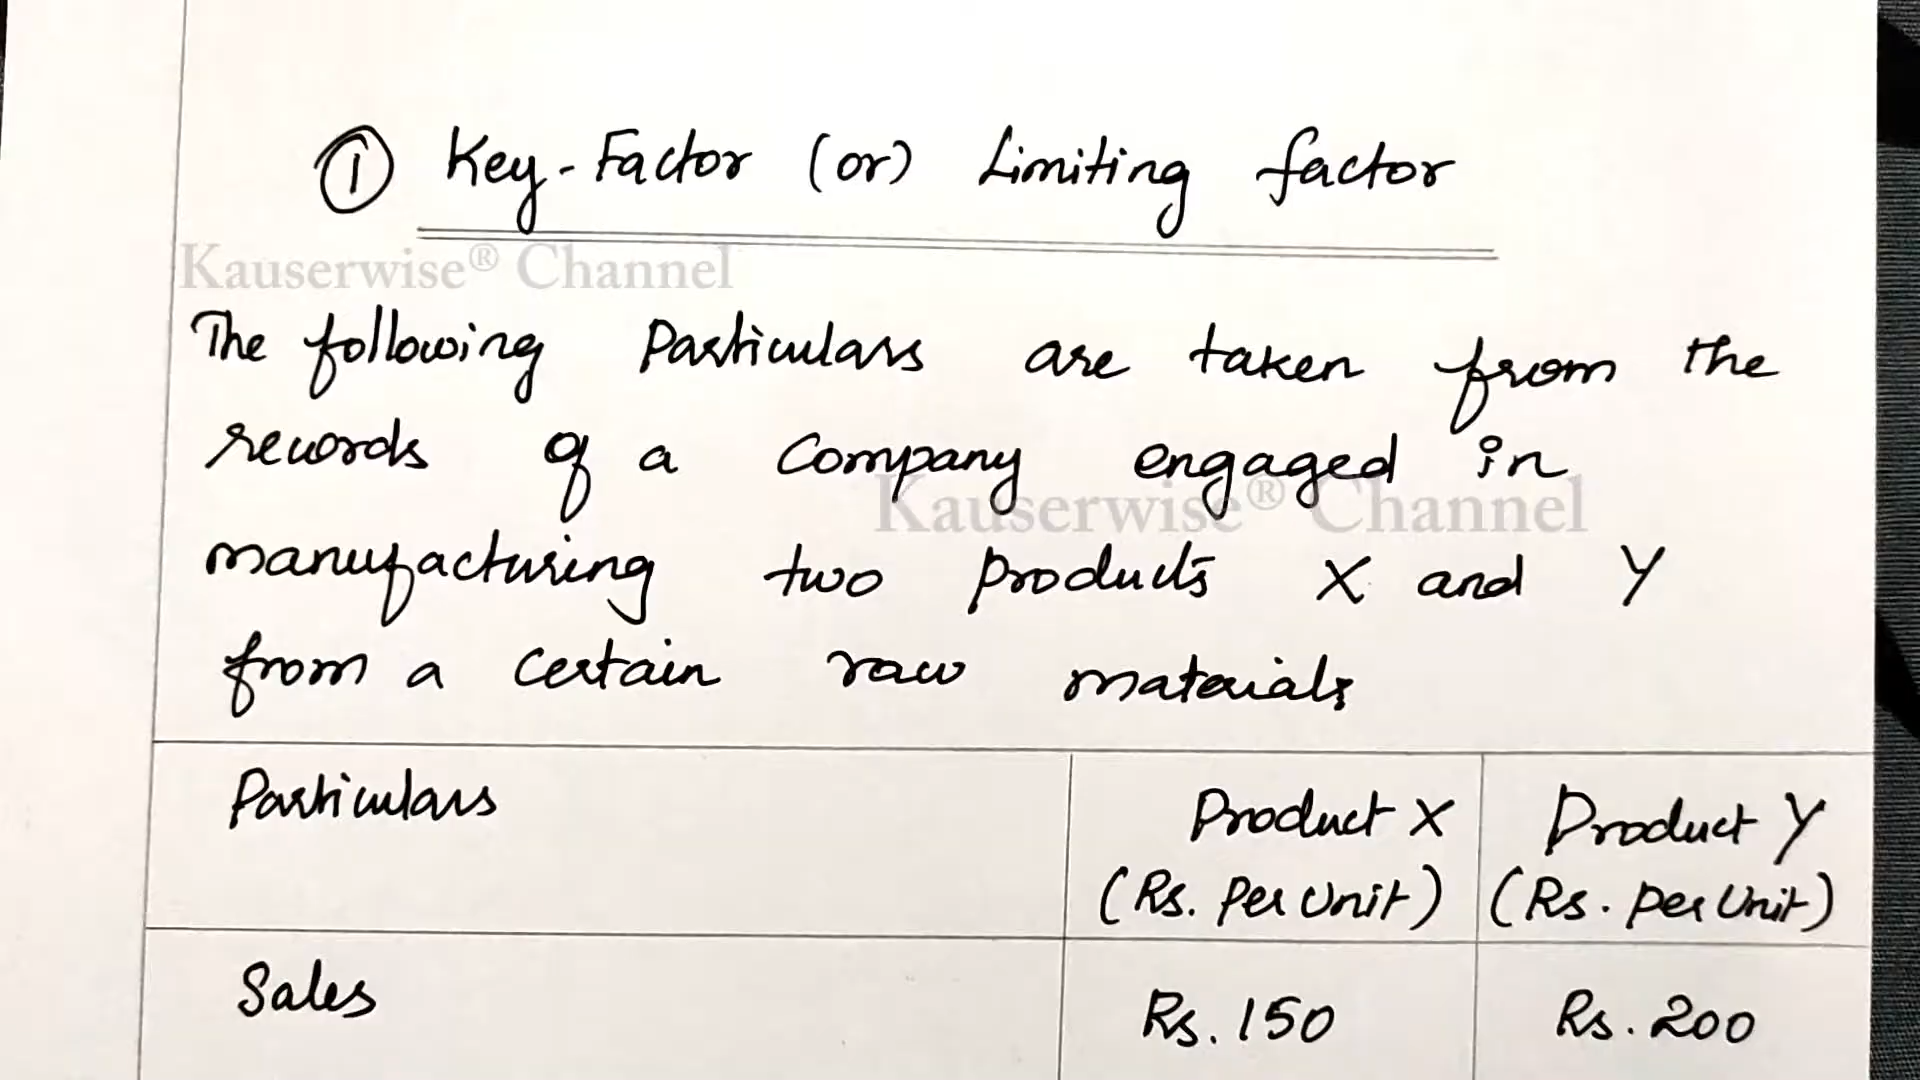 ① Key-Factor (or) Limiting factor
Kauserwise® Channel
The following Particulars are taken from the
records of a Company engaged in
Kauserwise® Channel
manufacturing two products X and Y
from a certain raw materials
Particulars Product X Product Y
(Rs. Per Unit) (Rs. per Unit)
Sales Rs. 150 Rs. 200